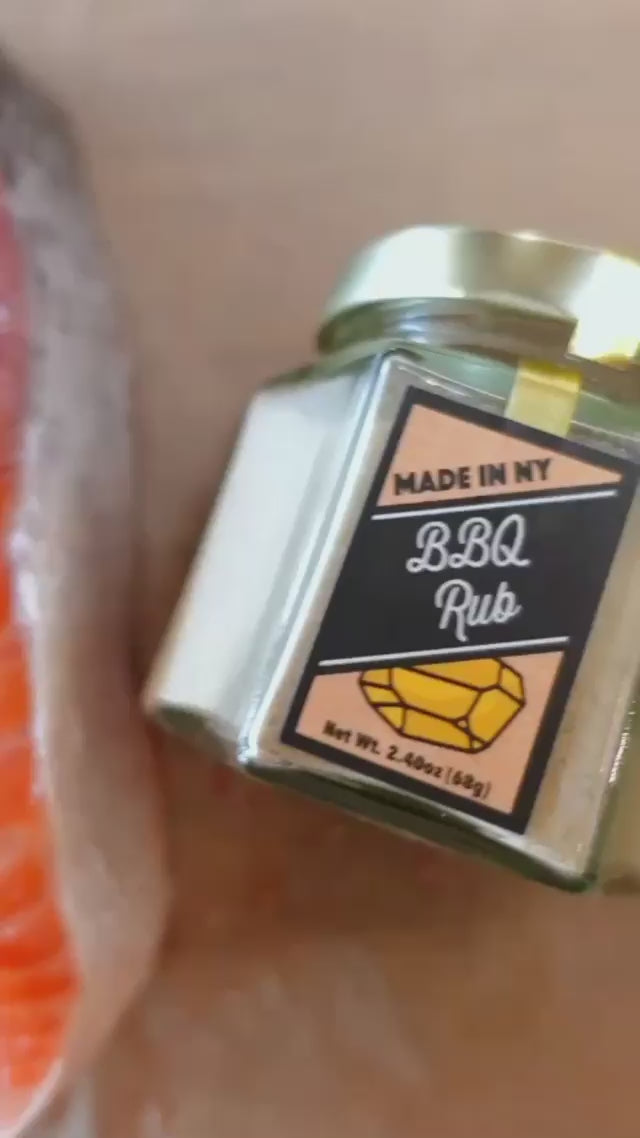 MADE IN NY
BBQ
Rub
Net Wt. 2.40oz (68g)